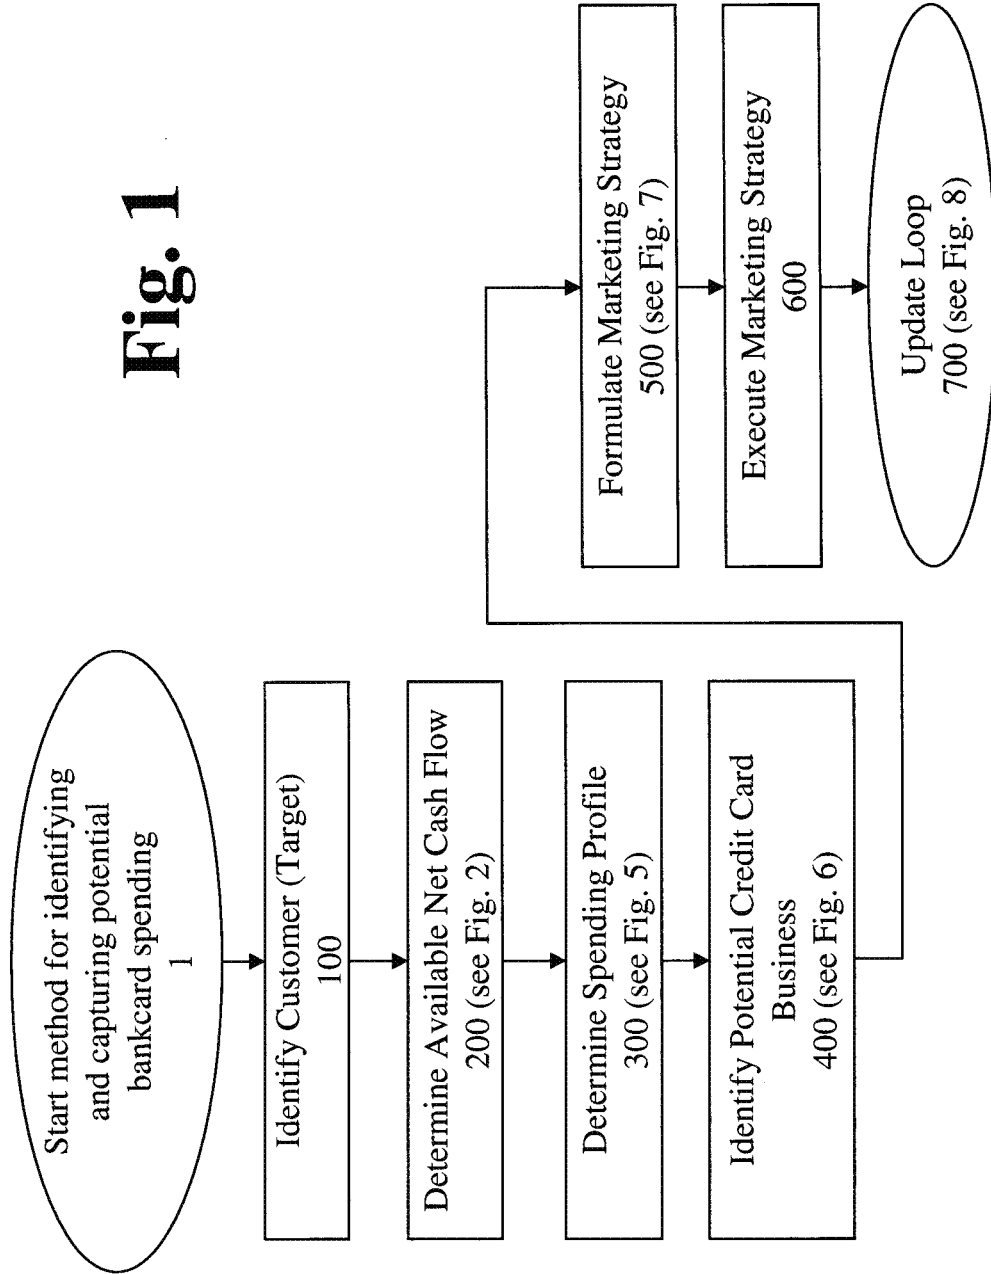 Fig. 1
Start method for identifying
and capturing potential
bankcard spending
1
Identify Customer (Target)
100
Determine Available Net Cash Flow
200 (see Fig. 2)
Determine Spending Profile
300 (see Fig. 5)
Identify Potential Credit Card
Business
400 (see Fig. 6)
Formulate Marketing Strategy
500 (see Fig. 7)
Execute Marketing Strategy
600
Update Loop
700 (see Fig. 8)